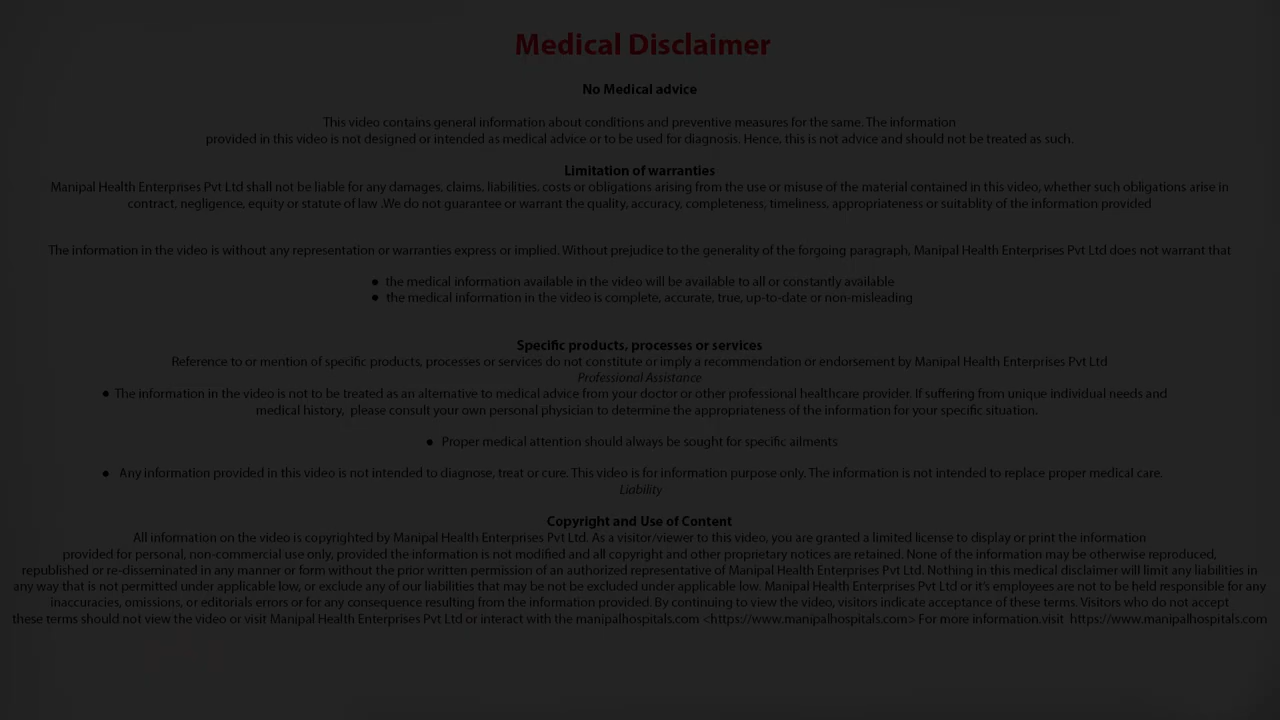 Medical Disclaimer
No Medical advice
This video contains general information about conditions and preventive measures for the same. The information
provided in this video is not designed or intended as medical advice or to be used for diagnosis. Hence, this is not advice and should not be treated as such.
Limitation of warranties
Manipal Health Enterprises Pvt Ltd shall not be liable for any damages, claims, liabilities, costs or obligations arising from the use or misuse of the material contained in this video, whether such obligations arise in
contract, negligence, equity or statute of law .We do not guarantee or warrant the quality, accuracy, completeness, timeliness, appropriateness or suitablity of the information provided
The information in the video is without any representation or warranties express or implied. Without prejudice to the generality of the forgoing paragraph, Manipal Health Enterprises Pvt Ltd does not warrant that
● the medical information available in the video will be available to all or constantly available
● the medical information in the video is complete, accurate, true, up-to-date or non-misleading
Specific products, processes or services
Reference to or mention of specific products, processes or services do not constitute or imply a recommendation or endorsement by Manipal Health Enterprises Pvt Ltd
Professional Assistance
● The information in the video is not to be treated as an alternative to medical advice from your doctor or other professional healthcare provider. If suffering from unique individual needs and
medical history, please consult your own personal physician to determine the appropriateness of the information for your specific situation.
● Proper medical attention should always be sought for specific ailments
● Any information provided in this video is not intended to diagnose, treat or cure. This video is for information purpose only. The information is not intended to replace proper medical care.
Liability
Copyright and Use of Content
All information on the video is copyrighted by Manipal Health Enterprises Pvt Ltd. As a visitor/viewer to this video, you are granted a limited license to display or print the information
provided for personal, non-commercial use only, provided the information is not modified and all copyright and other proprietary notices are retained. None of the information may be otherwise reproduced,
republished or re-disseminated in any manner or form without the prior written permission of an authorized representative of Manipal Health Enterprises Pvt Ltd. Nothing in this medical disclaimer will limit any liabilities in
any way that is not permitted under applicable low, or exclude any of our liabilities that may be not be excluded under applicable low. Manipal Health Enterprises Pvt Ltd or it's employees are not to be held responsible for any
inaccuracies, omissions, or editorials errors or for any consequence resulting from the information provided. By continuing to view the video, visitors indicate acceptance of these terms. Visitors who do not accept
these terms should not view the video or visit Manipal Health Enterprises Pvt Ltd or interact with the manipalhospitals.com <https://www.manipalhospitals.com> For more information,visit https://www.manipalhospitals.com